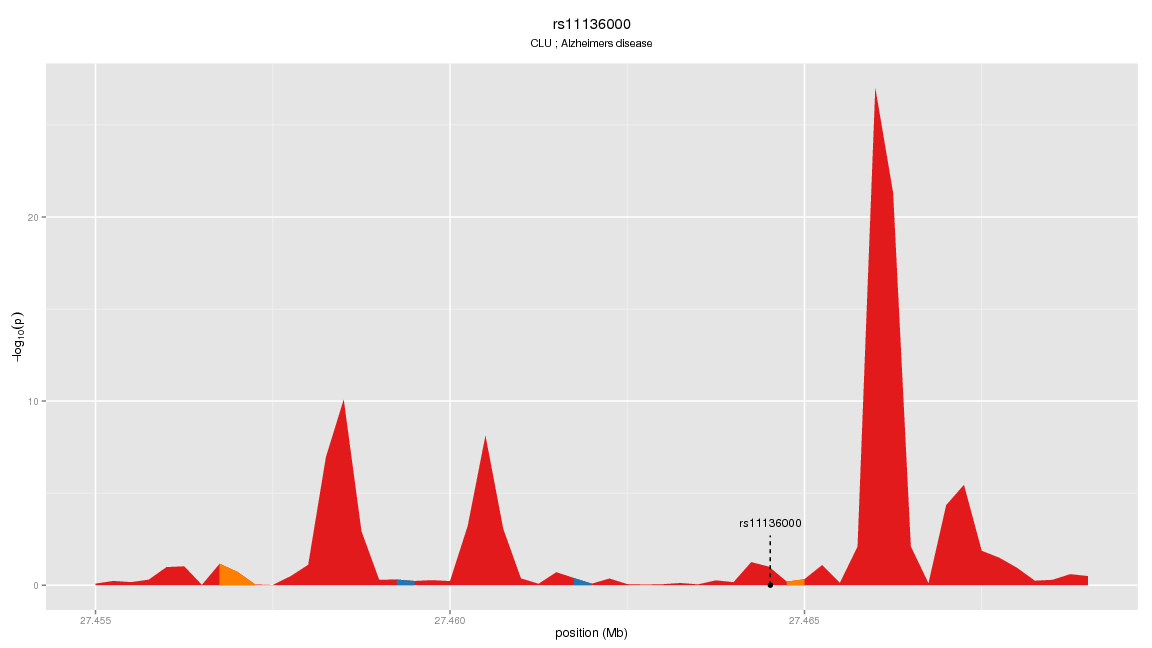 rs11136000
CLU ; Alzheimers disease
−log10(p)
20
10
0
rs11136000
27.455
27.460
27.465
position (Mb)